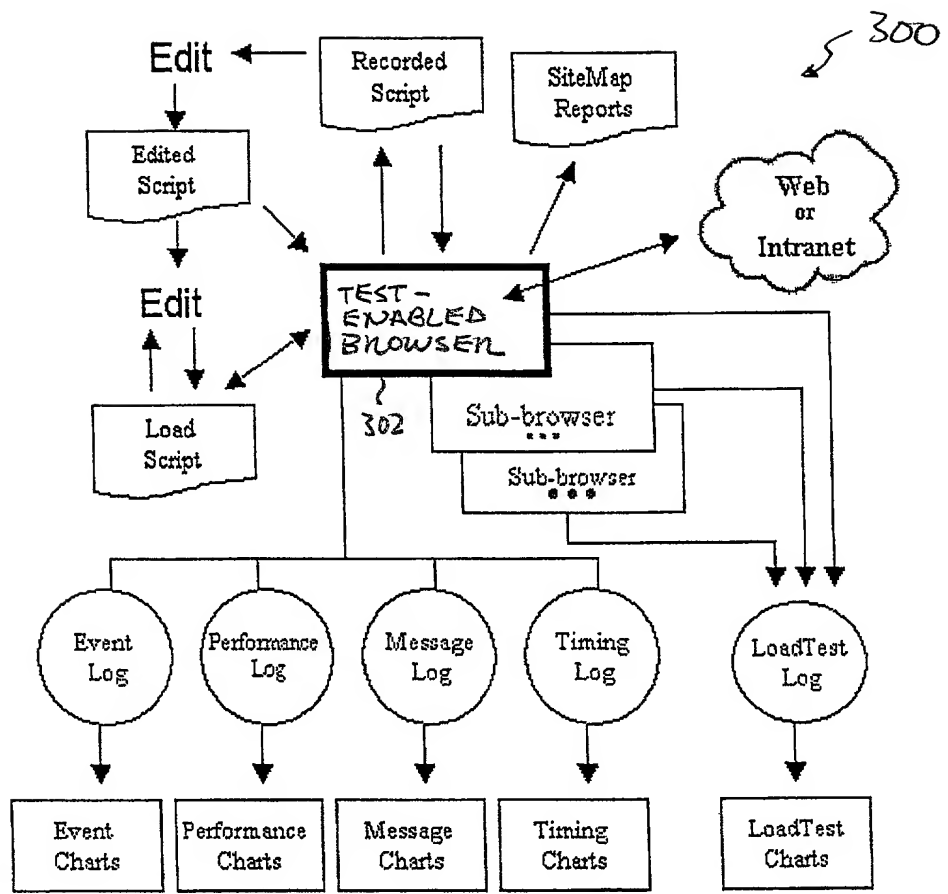 300
Edit
Recorded
Script
SiteMap
Reports
Edited
Script
Web
or
Intranet
Edit
TEST-
ENABLED
BROWSER
302
Load
Script
Sub-browser
Sub-browser
Event
Log
Performance
Log
Message
Log
Timing
Log
LoadTest
Log
Event
Charts
Performance
Charts
Message
Charts
Timing
Charts
LoadTest
Charts